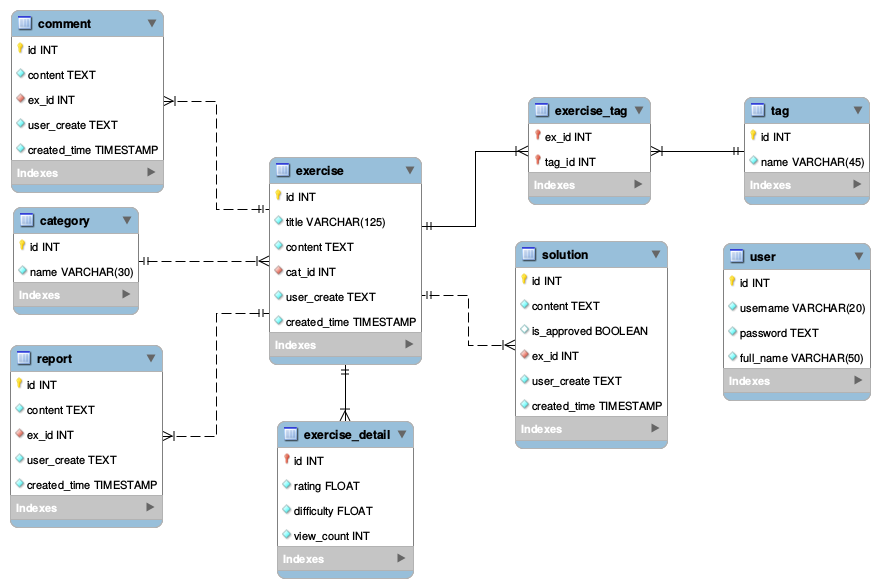 comment
id INT
content TEXT
ex_id INT
user_create TEXT
created_time TIMESTAMP
Indexes
category
id INT
name VARCHAR(30)
Indexes
report
id INT
content TEXT
ex_id INT
user_create TEXT
created_time TIMESTAMP
Indexes
exercise
id INT
title VARCHAR(125)
content TEXT
cat_id INT
user_create TEXT
created_time TIMESTAMP
Indexes
exercise_detail
id INT
rating FLOAT
difficulty FLOAT
view_count INT
Indexes
exercise_tag
ex_id INT
tag_id INT
Indexes
solution
id INT
content TEXT
is_approved BOOLEAN
ex_id INT
user_create TEXT
created_time TIMESTAMP
Indexes
tag
id INT
name VARCHAR(45)
Indexes
user
id INT
username VARCHAR(20)
password TEXT
full_name VARCHAR(50)
Indexes